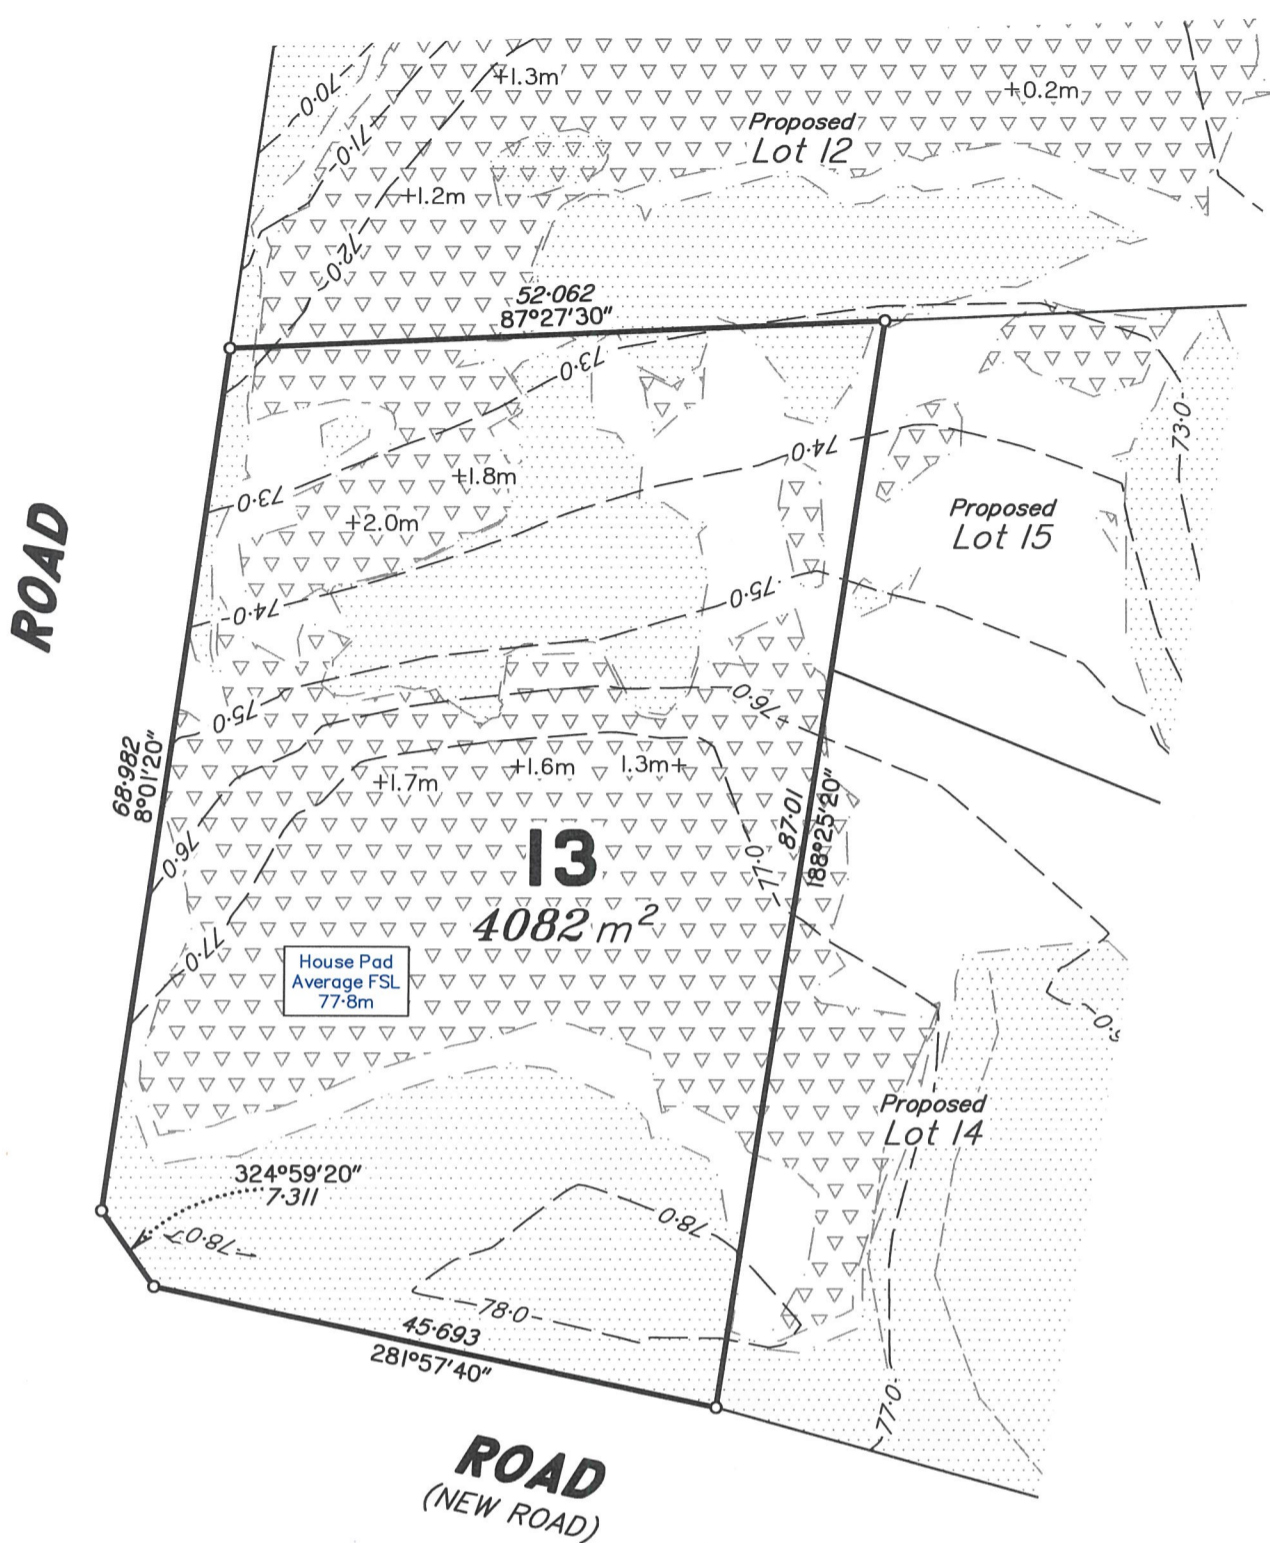 70·0
71·0
72·0
+1.3m
+0.2m
Proposed
Lot 12
+1.2m
52·062
87°27'30"
73·0
73·0
74·0
73·0
+1.8m
+2.0m
Proposed
Lot 15
ROAD
74·0
75·0
75·0
76·0
68·982
8°01'20"
+1.7m
+1.6m
1.3m+
87·01
188°25'20"
76·0
13
77·0
4082 m²
77·0
House Pad
Average FSL
77·8m
Proposed
Lot 14
324°59'20"
7·311
78·0
78·0
78·0
45·693
281°57'40"
77·0
ROAD
(NEW ROAD)